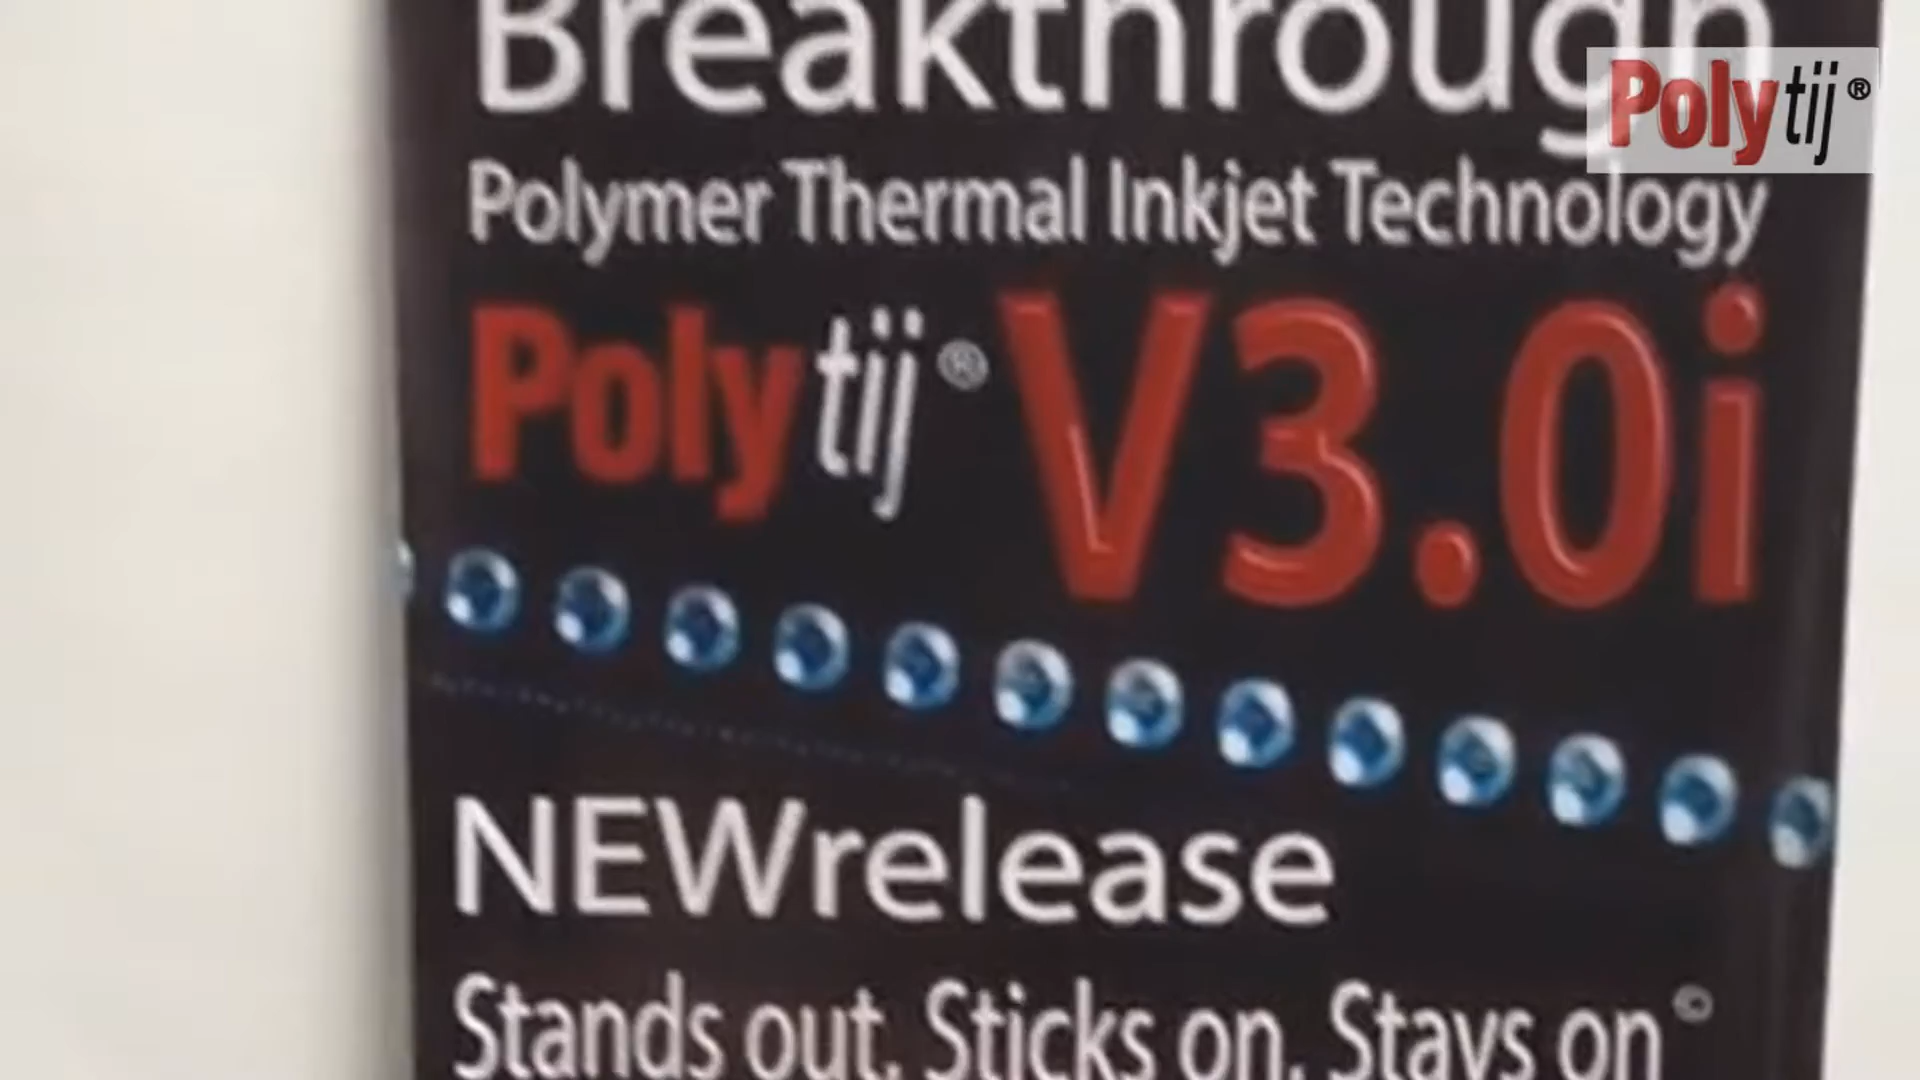 Breakthrough
Polytij®
Polymer Thermal Inkjet Technology
Polytij® V3.0i
NEWrelease
Stands out. Sticks on. Stays on©